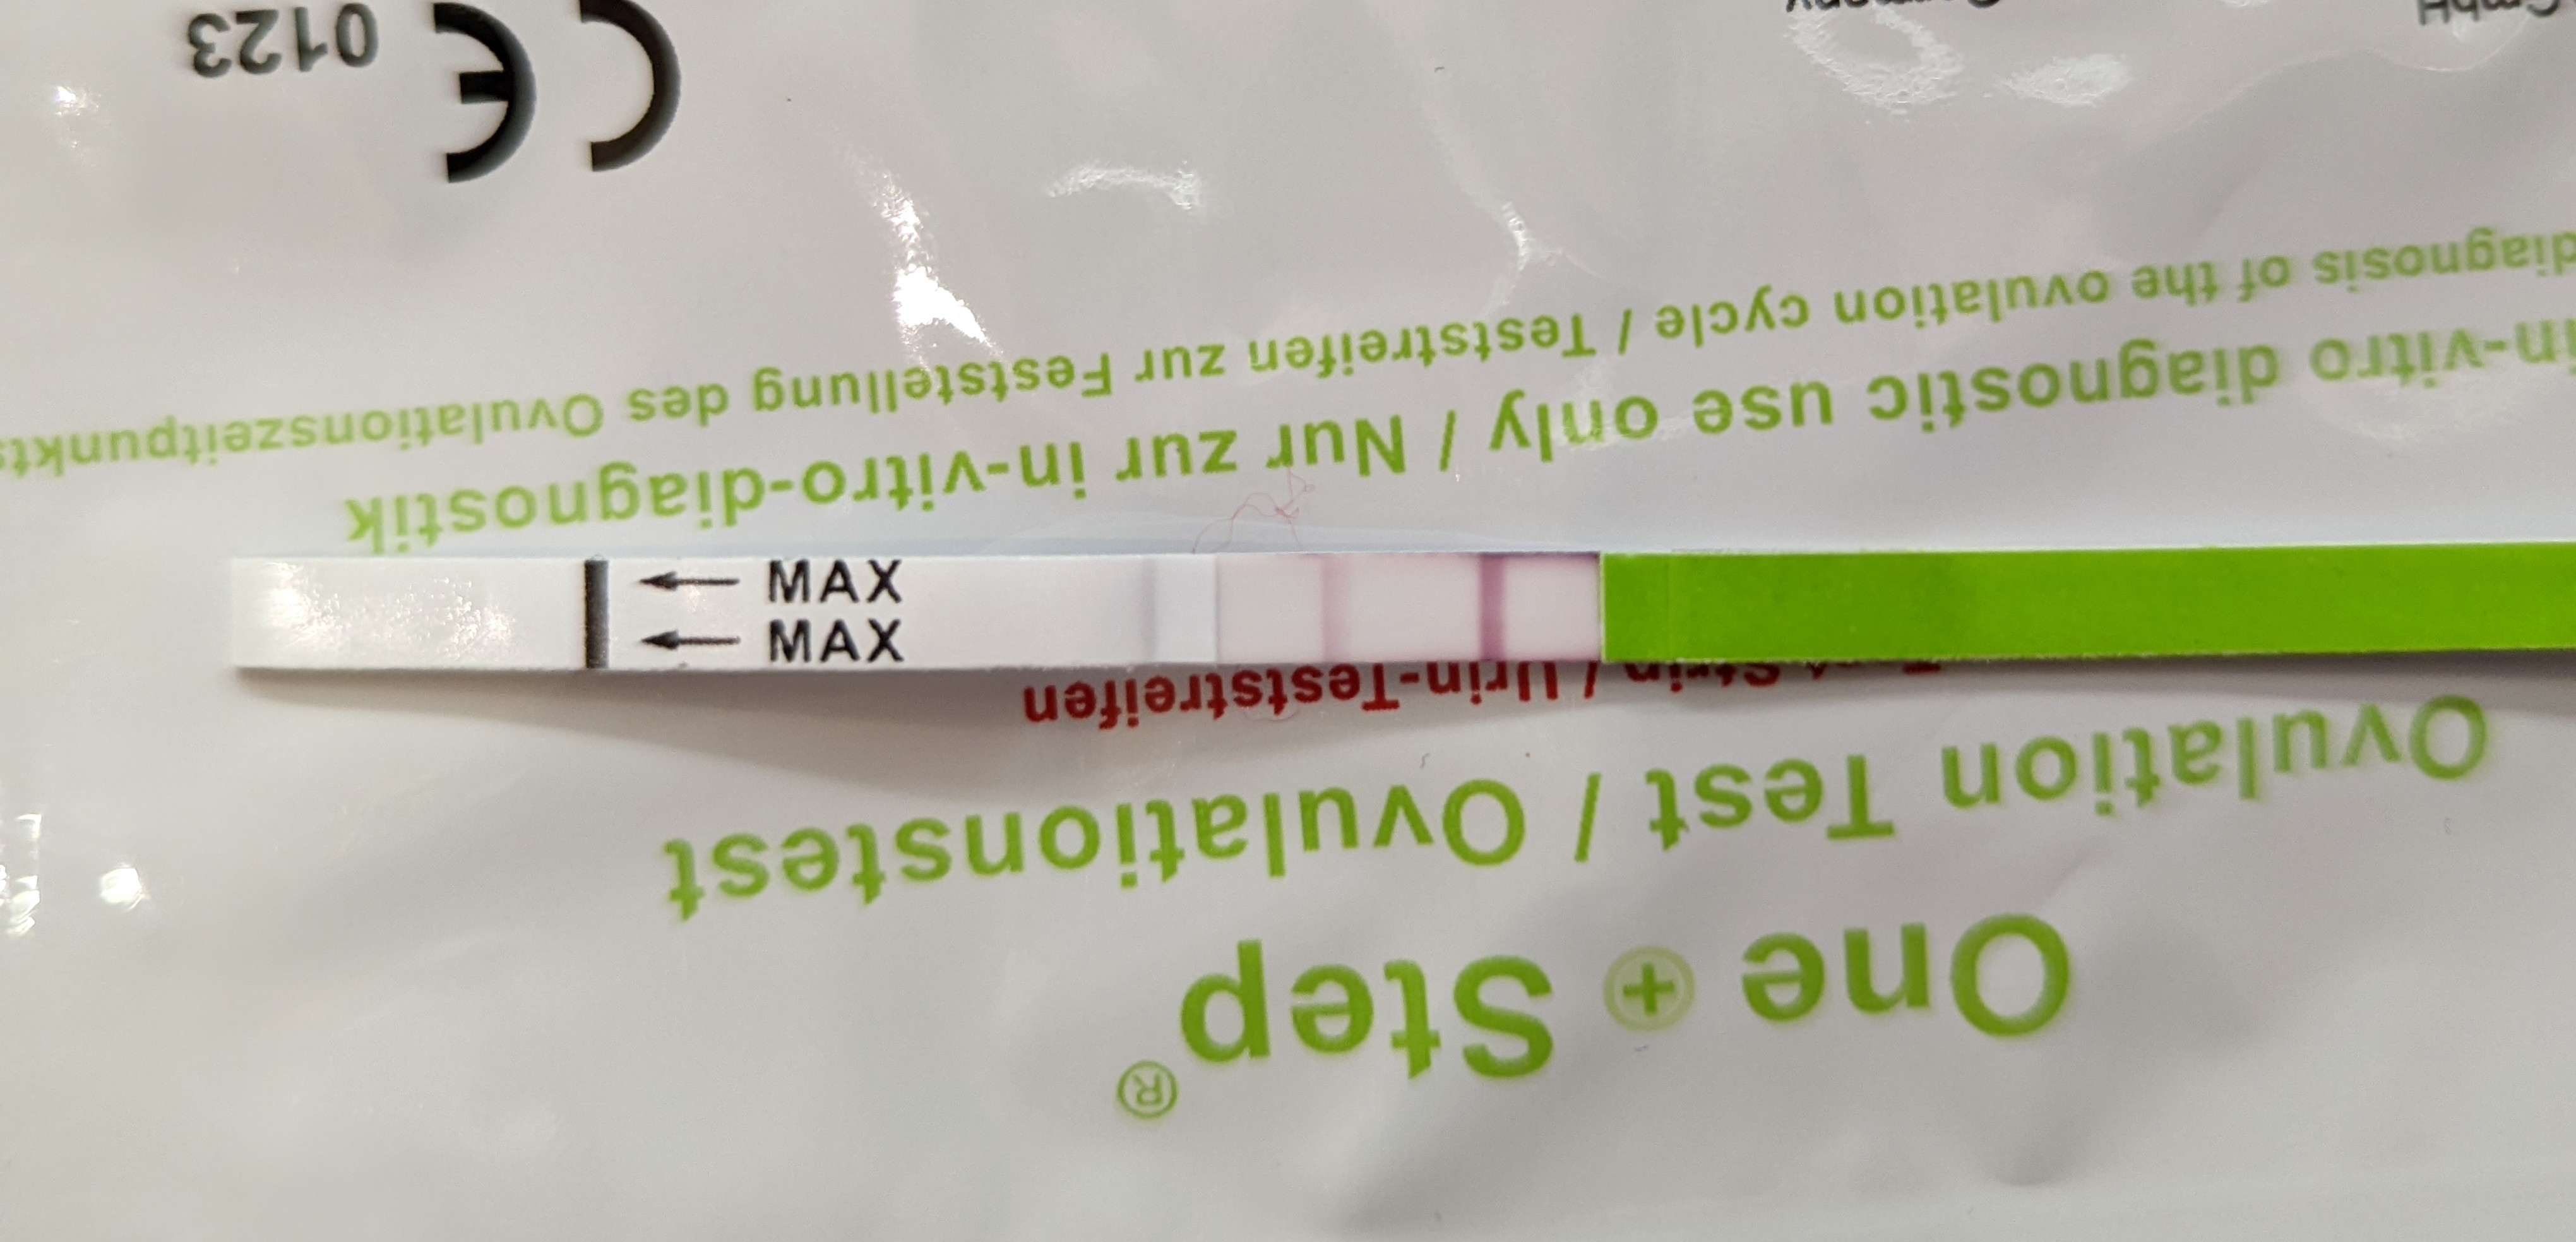 One + Step®
Ovulation Test / Ovulationstest
Urin-Teststreifen
MAX
MAX
in-vitro diagnostic use only / Nur zur in-vitro-diagnostik
diagnosis of the ovulation cycle / Teststreifen zur Feststellung des Ovulationszeitpunkts
CE 0123